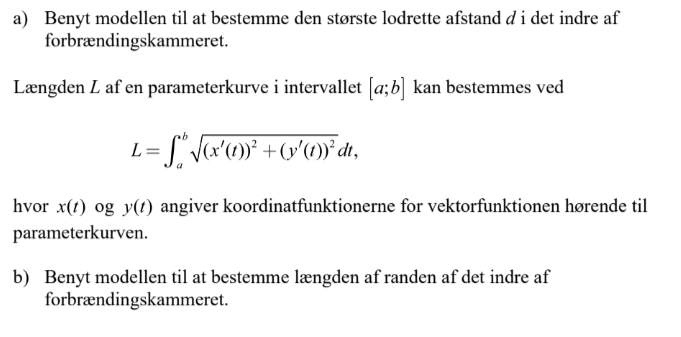 a) Benyt modellen til at bestemme den største lodrette afstand d i det indre af
forbrændingskammeret.
Længden L af en parameterkurve i intervallet [a;b] kan bestemmes ved
L = ∫ₐᵇ √((x′(t))² + (y′(t))²) dt,
hvor x(t) og y(t) angiver koordinatfunktionerne for vektorfunktionen hørende til
parameterkurven.
b) Benyt modellen til at bestemme længden af randen af det indre af
forbrændingskammeret.